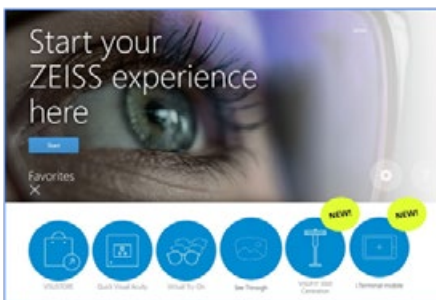 Start your
ZEISS experience
here
Start
Favorites
NEW!
NEW!
VISUSTORE
Quick Visual Acuity
Virtual Try-On
See Through
VISUFIT 1000
Centration
i.Terminal mobile